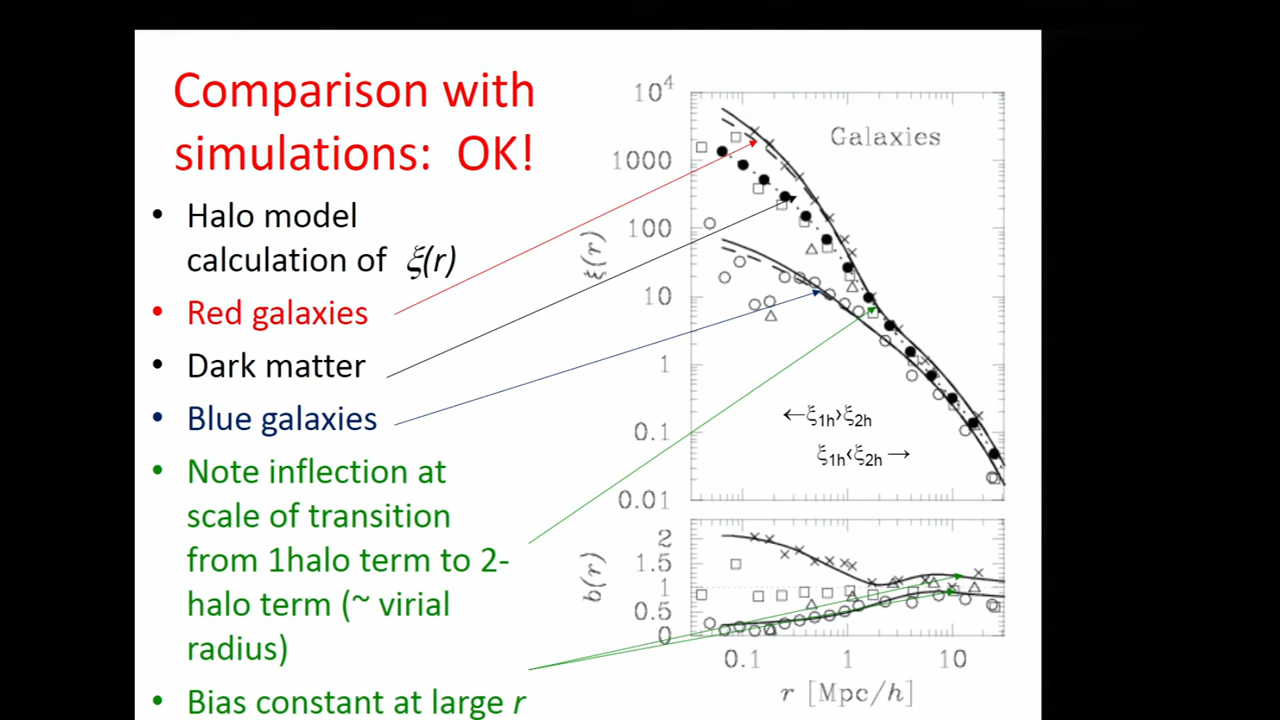 Comparison with
simulations: OK!
• Halo model
calculation of ξ(r)
• Red galaxies
• Dark matter
• Blue galaxies
• Note inflection at
scale of transition
from 1halo term to 2-
halo term (~ virial
radius)
• Bias constant at large r
Galaxies
10⁴
1000
100
10
1
0.1
0.01
ξ(r)
←ξ1h›ξ2h
ξ1h‹ξ2h→
2
1.5
1
0.5
0
b(r)
0.1 1 10
r [Mpc/h]